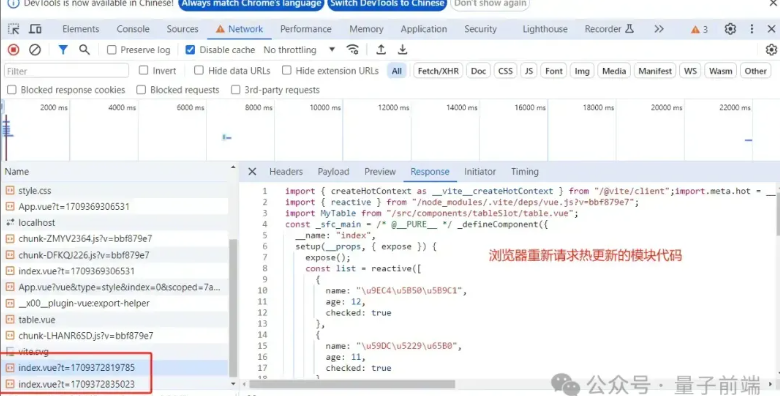 DevTools is now available in Chinese! Always match Chrome's language Switch DevTools to Chinese Don't show again
Elements Console Sources Network Performance Memory Application Security Lighthouse Recorder 3
Preserve log Disable cache No throttling
Filter Invert Hide data URLs Hide extension URLs All Fetch/XHR Doc CSS JS Font Img Media Manifest WS Wasm Other
Blocked response cookies Blocked requests 3rd-party requests
2000 ms 4000 ms 6000 ms 8000 ms 10000 ms 12000 ms 14000 ms 16000 ms 18000 ms 20000 ms 22000 ms
Name
style.css
App.vue?t=1709369306531
localhost
chunk-ZMYV2364.js?v=bbf879e7
chunk-DFKQJ226.js?v=bbf879e7
index.vue?t=1709369306531
App.vue?vue&type=style&index=0&scoped=7a...
__x00__plugin-vue:export-helper
table.vue
chunk-LHANR6SD.js?v=bbf879e7
vite.svg
index.vue?t=1709372819785
index.vue?t=1709372835023
Headers Payload Preview Response Initiator Timing
1 import { createHotContext as __vite__createHotContext } from "/@vite/client";import.meta.hot = __
2 import { reactive } from "/node_modules/.vite/deps/vue.js?v=bbf879e7";
3 import MyTable from "/src/components/tableSlot/table.vue";
4 const _sfc_main = /* @__PURE__ */ _defineComponent({
5 __name: "index",
6 setup(__props, { expose }) {
7 expose();
8 const list = reactive([
9 {
10 name: "\u9EC4\u5B50\u5B9C1",
11 age: 12,
12 checked: true
13 },
14 {
15 name: "\u59DC\u5229\u65B0",
16 age: 11,
17 checked: true
18
浏览器重新请求热更新的模块代码
公众号 · 量子前端